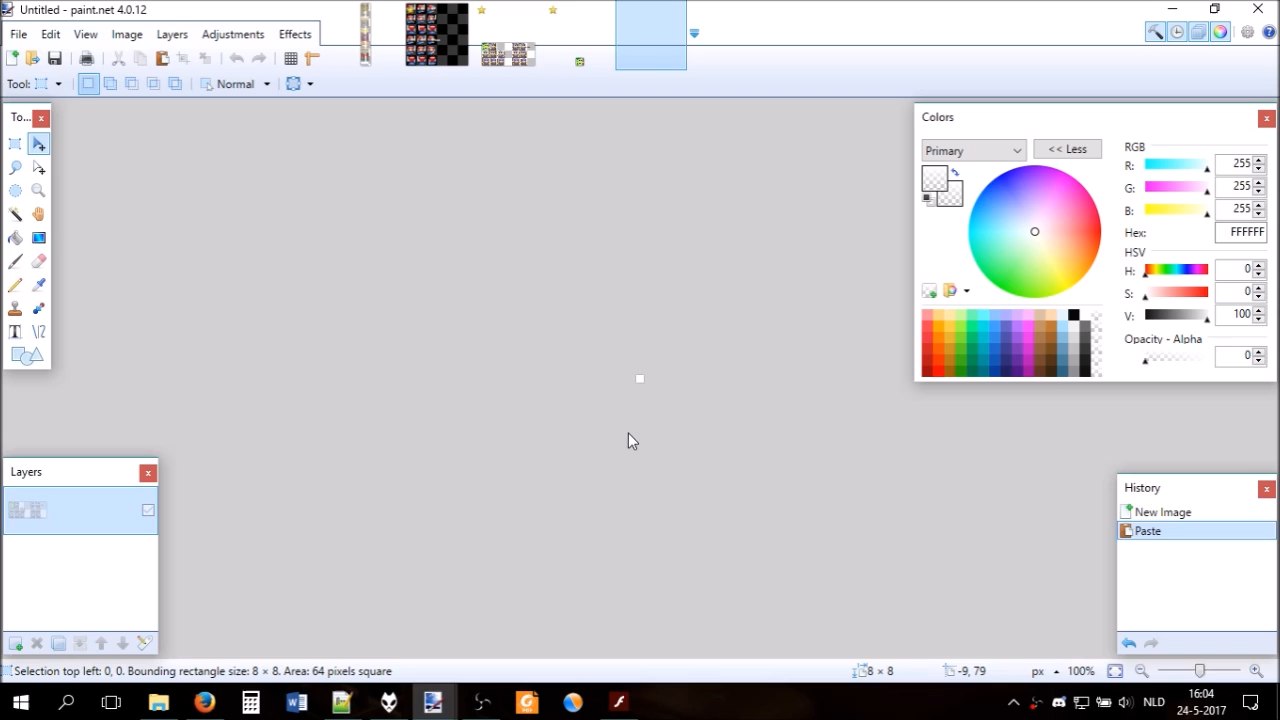 Untitled - paint.net 4.0.12
File Edit View Image Layers Adjustments Effects
Tool: Normal
To...
Colors
Primary
<< Less
RGB
R: 255
G: 255
B: 255
Hex: FFFFFF
HSV
H: 0
S: 0
V: 100
Opacity - Alpha
0
Layers
History
New Image
Paste
Selection top left: 0, 0. Bounding rectangle size: 8 × 8. Area: 64 pixels square
8 × 8
-9, 79
px
100%
NLD
16:04
24-5-2017